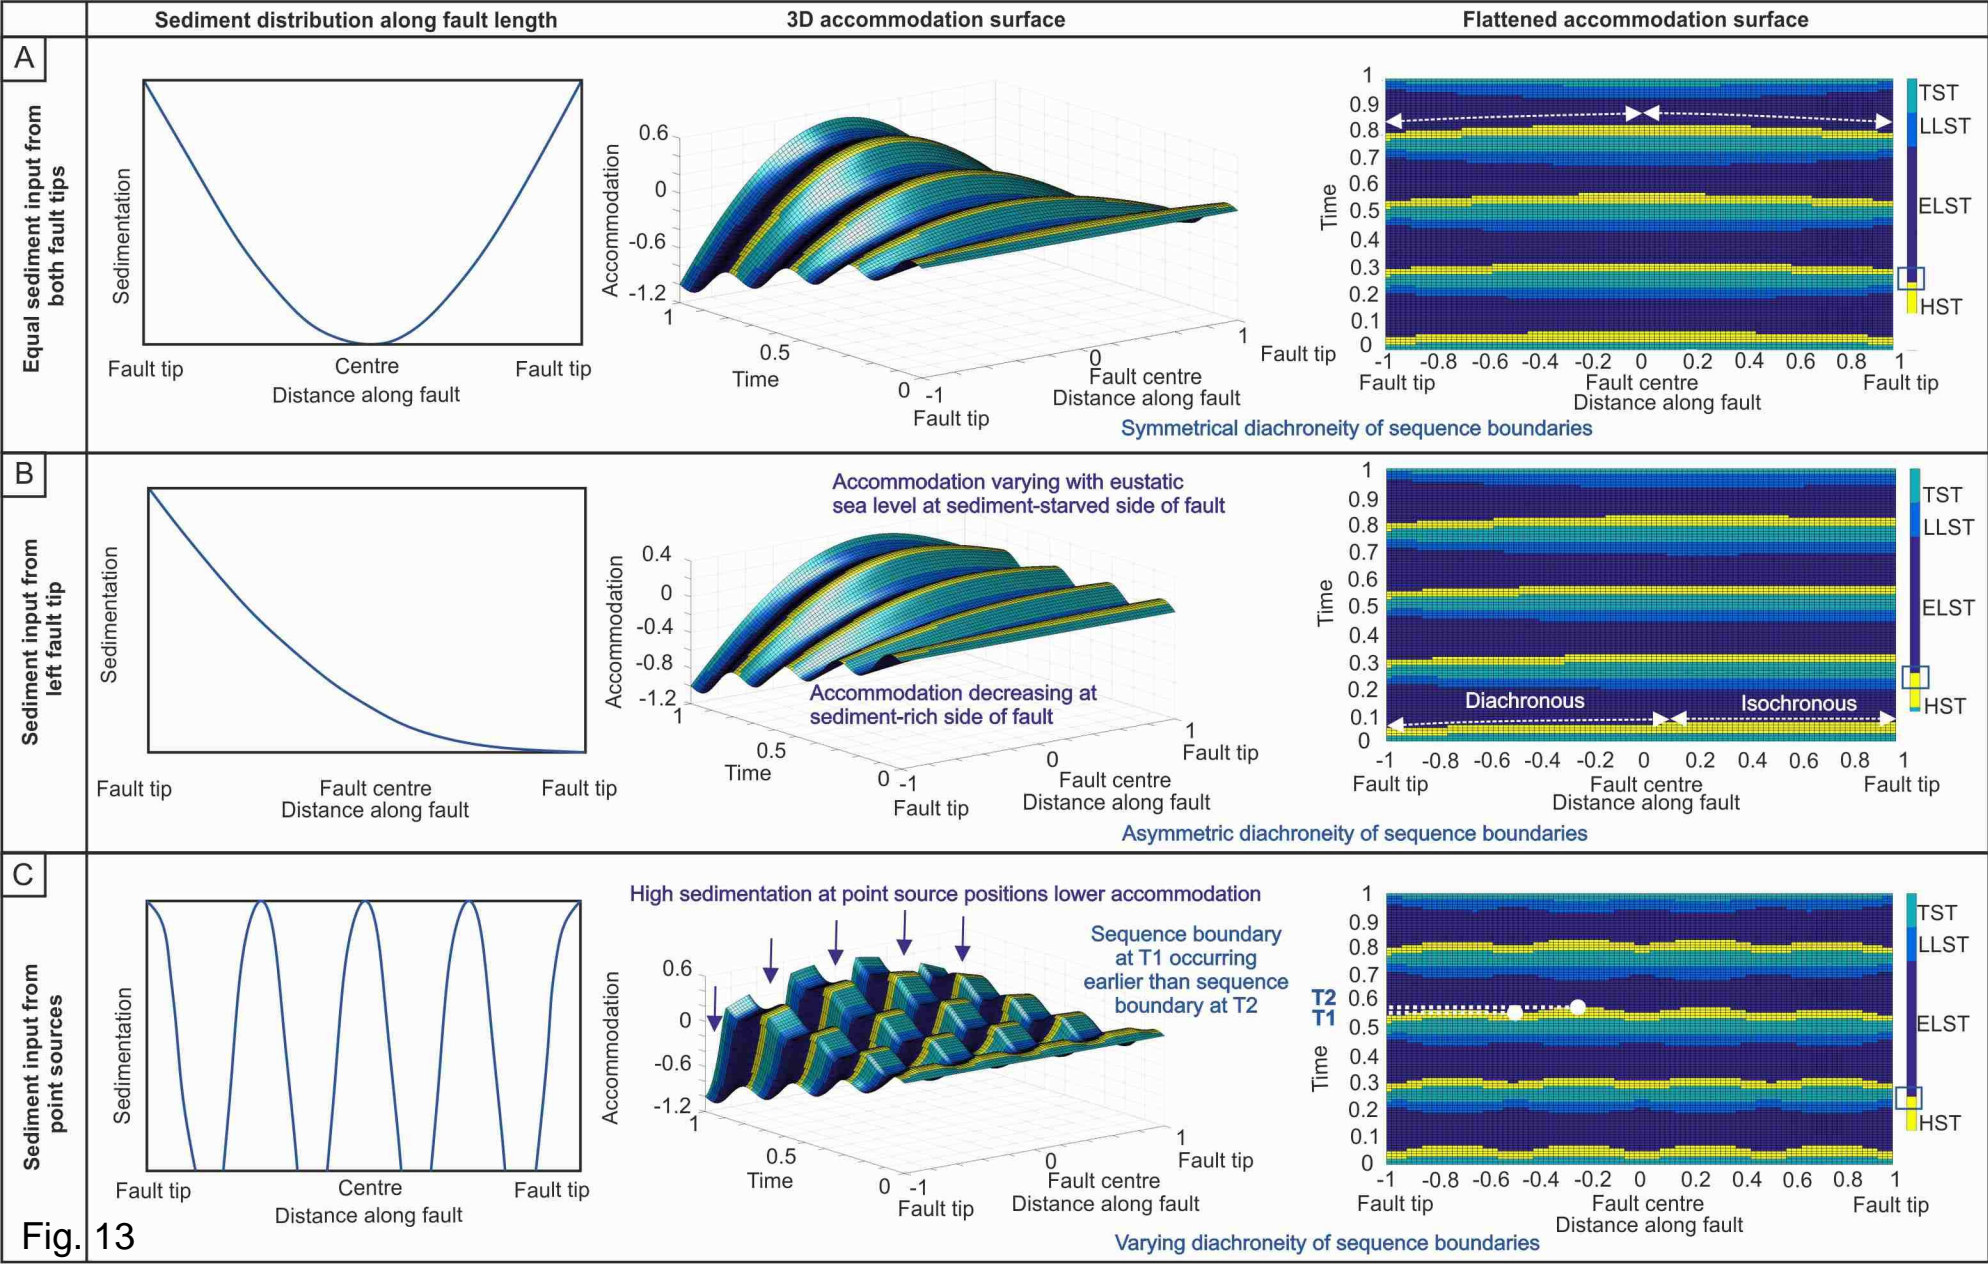 Sediment distribution along fault length
3D accommodation surface
Flattened accommodation surface
A
Equal sediment input from
both fault tips
Sedimentation
Fault tip
Centre
Fault tip
Distance along fault
Accommodation
0.6
0
-0.6
-1.2
1
0.5
0
Time
-1
Fault tip
0
Fault centre
Distance along fault
1
Fault tip
Time
1
0.9
0.8
0.7
0.6
0.5
0.4
0.3
0.2
0.1
0
-1 -0.8 -0.6 -0.4 -0.2 0 0.2 0.4 0.6 0.8 1
Fault tip
Fault centre
Fault tip
Distance along fault
TST
LLST
ELST
HST
Symmetrical diachroneity of sequence boundaries
B
Sediment input from
left fault tip
Sedimentation
Fault tip
Fault centre
Fault tip
Distance along fault
Accommodation varying with eustatic
sea level at sediment-starved side of fault
Accommodation
0.4
0
-0.4
-0.8
-1.2
Accommodation decreasing at
sediment-rich side of fault
1
0.5
0
Time
-1
Fault tip
0
Fault centre
Distance along fault
1
Fault tip
Time
1
0.9
0.8
0.7
0.6
0.5
0.4
0.3
0.2
0.1
0
Diachronous
Isochronous
-1 -0.8 -0.6 -0.4 -0.2 0 0.2 0.4 0.6 0.8 1
Fault tip
Fault centre
Fault tip
Distance along fault
TST
LLST
ELST
HST
Asymmetric diachroneity of sequence boundaries
C
Sediment input from
point sources
Sedimentation
Fault tip
Centre
Fault tip
Distance along fault
High sedimentation at point source positions lower accommodation
Sequence boundary
at T1 occurring
earlier than sequence
boundary at T2
Accommodation
0.6
0
-0.6
-1.2
1
0.5
0
Time
-1
Fault tip
0
Fault centre
Distance along fault
1
Fault tip
T2
T1
Time
1
0.9
0.8
0.7
0.6
0.5
0.4
0.3
0.2
0.1
0
-1 -0.8 -0.6 -0.4 -0.2 0 0.2 0.4 0.6 0.8 1
Fault tip
Fault centre
Fault tip
Distance along fault
TST
LLST
ELST
HST
Varying diachroneity of sequence boundaries
Fig. 13